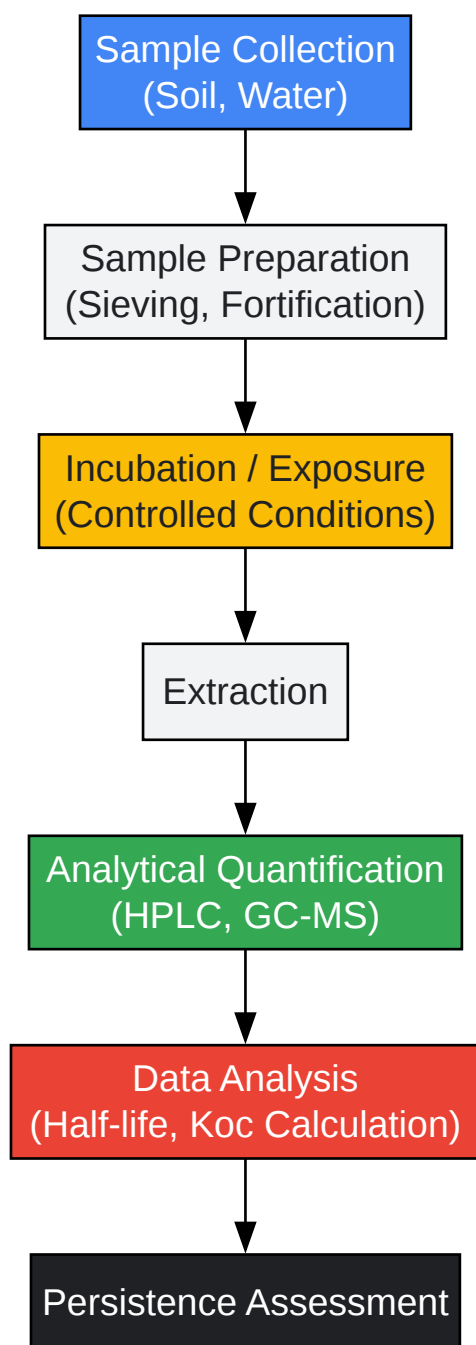 Sample Collection
(Soil, Water)
Sample Preparation
(Sieving, Fortification)
Incubation / Exposure
(Controlled Conditions)
Extraction
Analytical Quantification
(HPLC, GC-MS)
Data Analysis
(Half-life, Koc Calculation)
Persistence Assessment